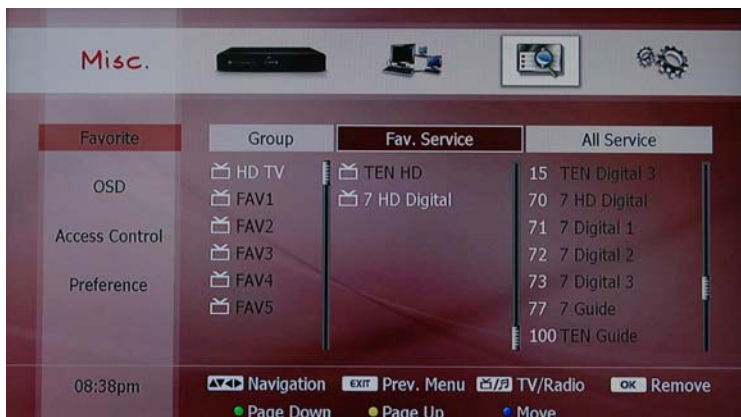 Misc.
Favorite
OSD
Access Control
Preference
08:38pm
Group
HD TV
FAV1
FAV2
FAV3
FAV4
FAV5
Fav. Service
TEN HD
7 HD Digital
All Service
15 TEN Digital 3
70 7 HD Digital
71 7 Digital 1
72 7 Digital 2
73 7 Digital 3
77 7 Guide
100 TEN Guide
Navigation EXIT Prev. Menu TV/Radio OK Remove
Page Down Page Up Move